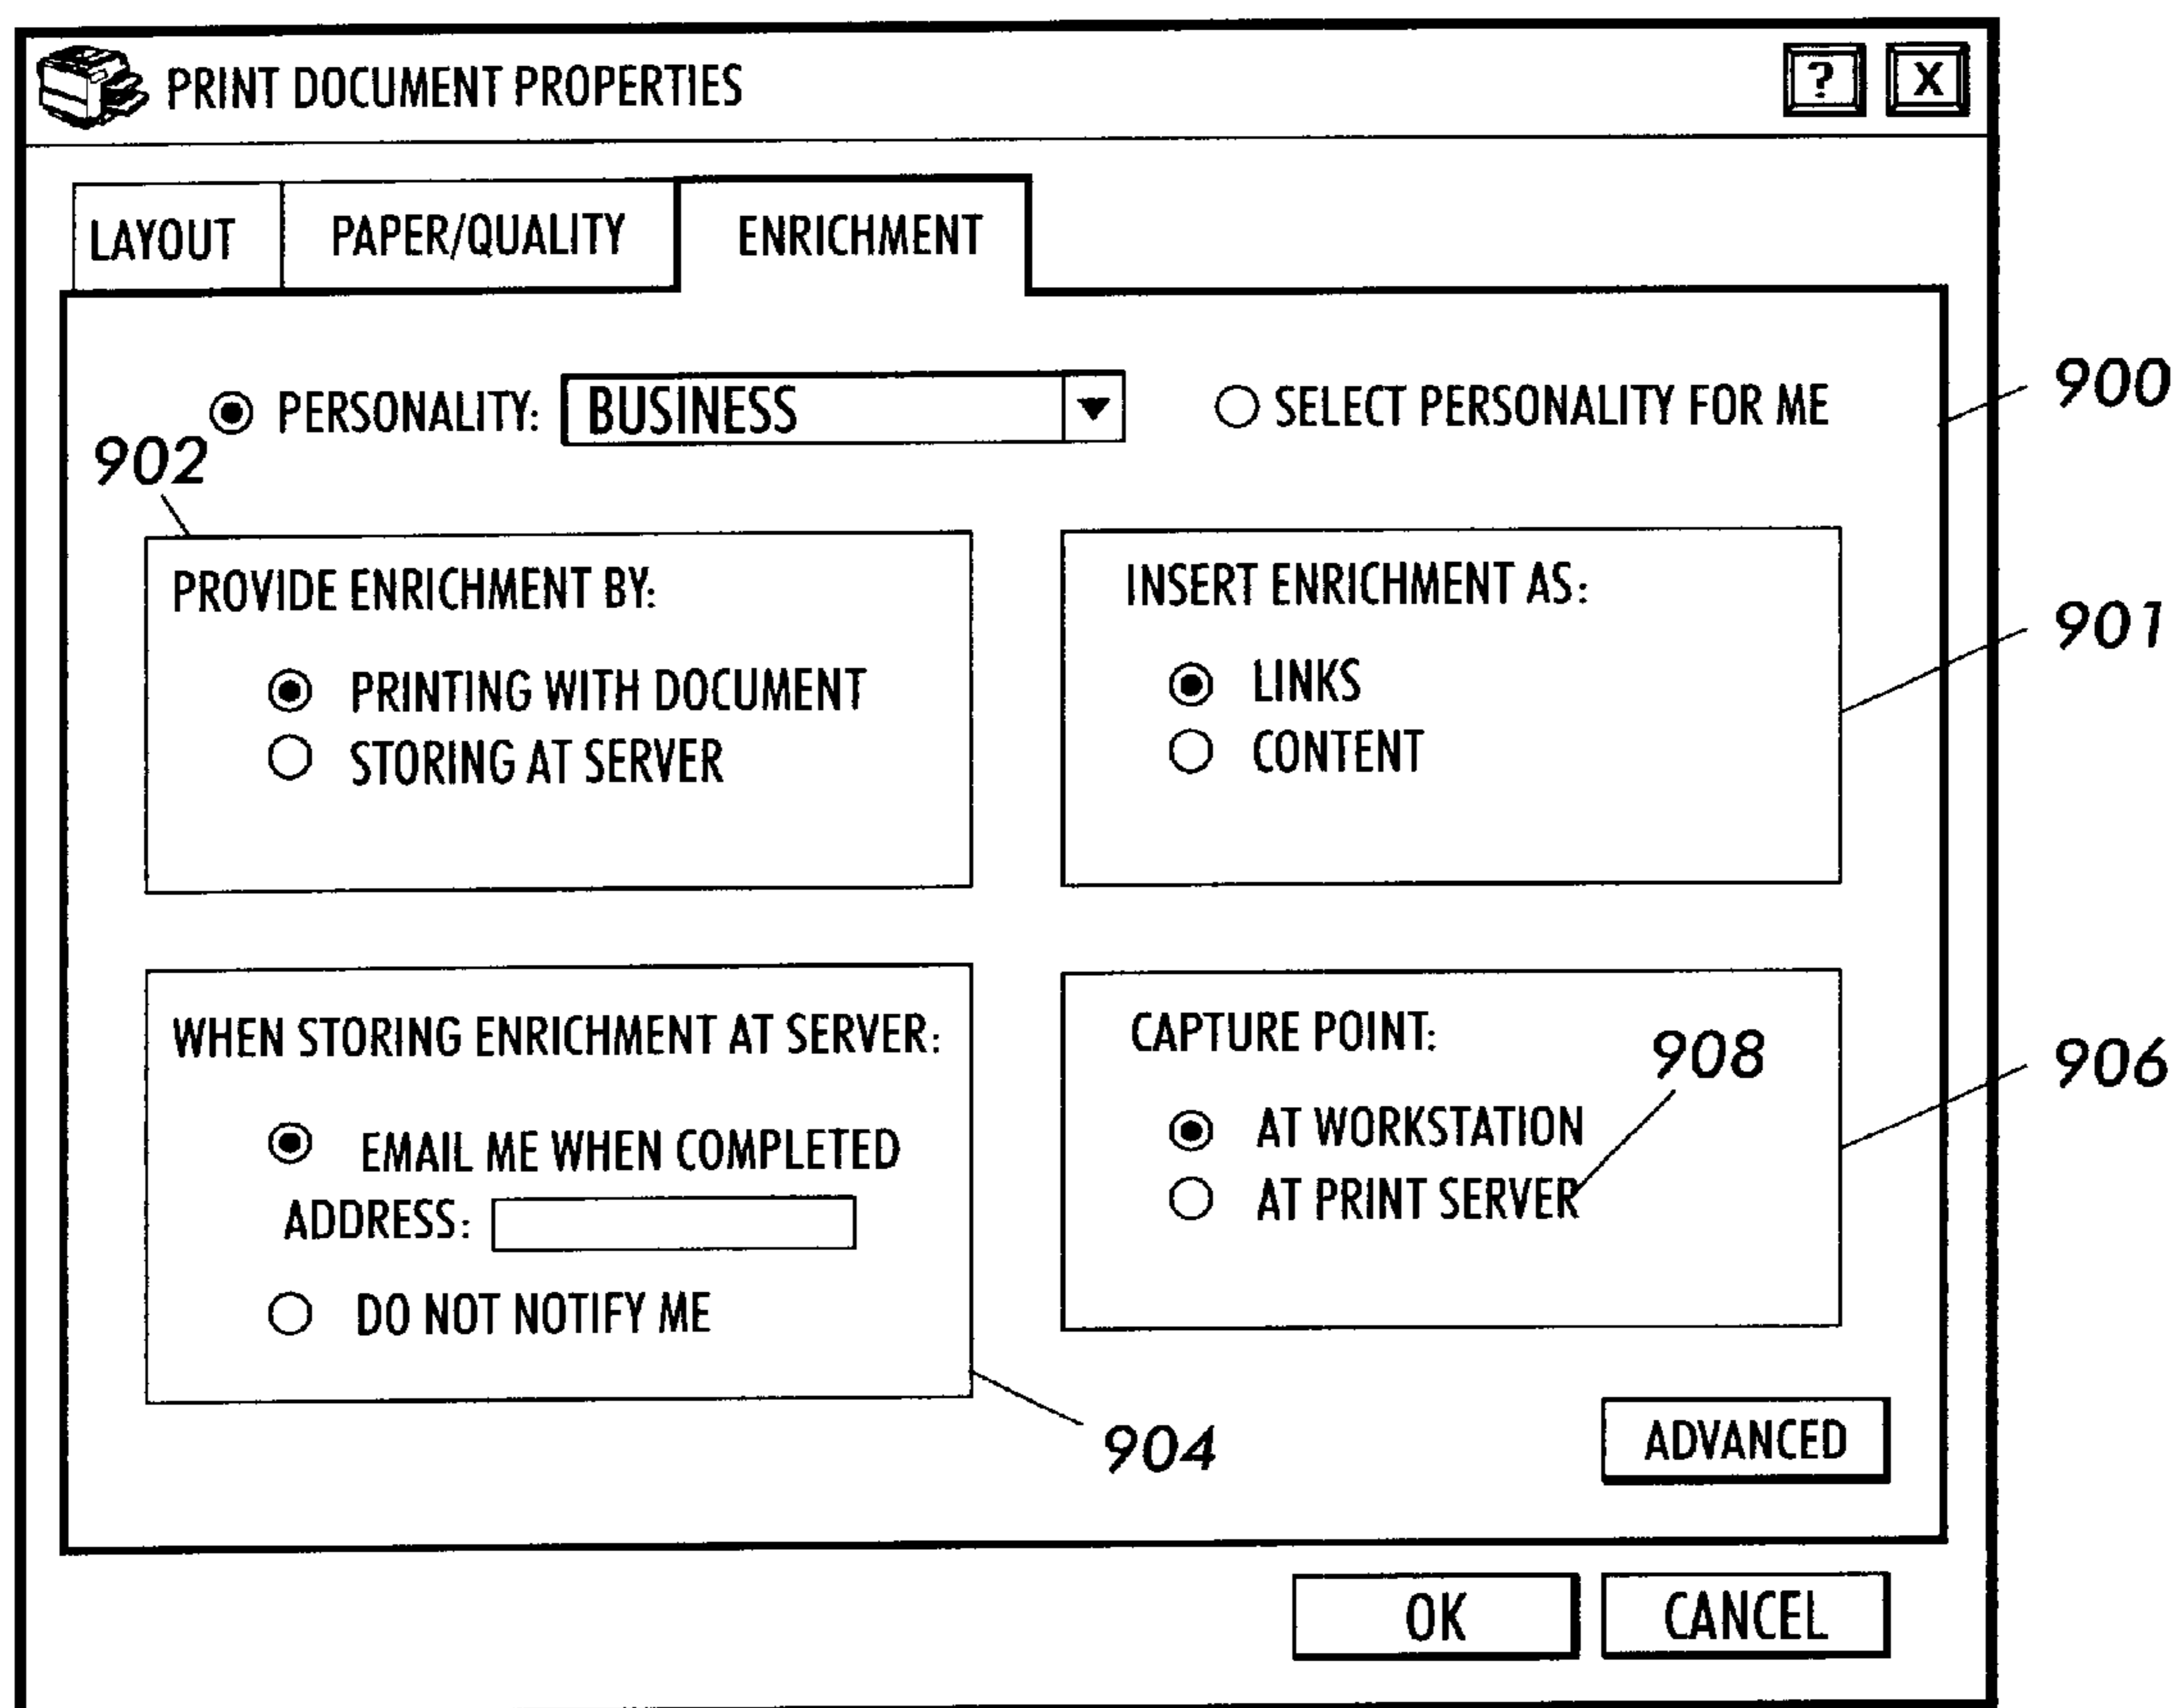 PRINT DOCUMENT PROPERTIES ? X
LAYOUT PAPER/QUALITY ENRICHMENT
PERSONALITY: BUSINESS SELECT PERSONALITY FOR ME
900
902
PROVIDE ENRICHMENT BY:
PRINTING WITH DOCUMENT
STORING AT SERVER
INSERT ENRICHMENT AS:
LINKS
CONTENT
901
WHEN STORING ENRICHMENT AT SERVER:
EMAIL ME WHEN COMPLETED
ADDRESS:
DO NOT NOTIFY ME
904
CAPTURE POINT:
908
AT WORKSTATION
AT PRINT SERVER
906
ADVANCED
OK CANCEL